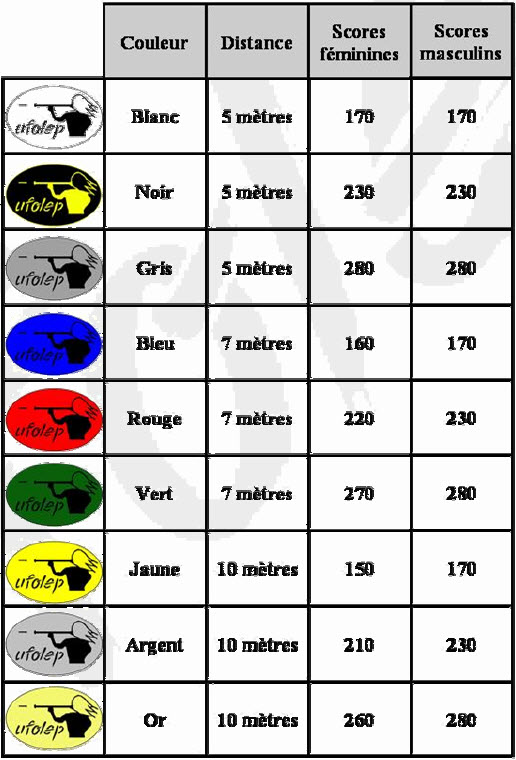 Couleur Distance Scores féminines Scores masculins
ufolep Blanc 5 mètres 170 170
ufolep Noir 5 mètres 230 230
ufolep Gris 5 mètres 280 280
ufolep Bleu 7 mètres 160 170
ufolep Rouge 7 mètres 220 230
ufolep Vert 7 mètres 270 280
ufolep Jaune 10 mètres 150 170
ufolep Argent 10 mètres 210 230
ufolep Or 10 mètres 260 280